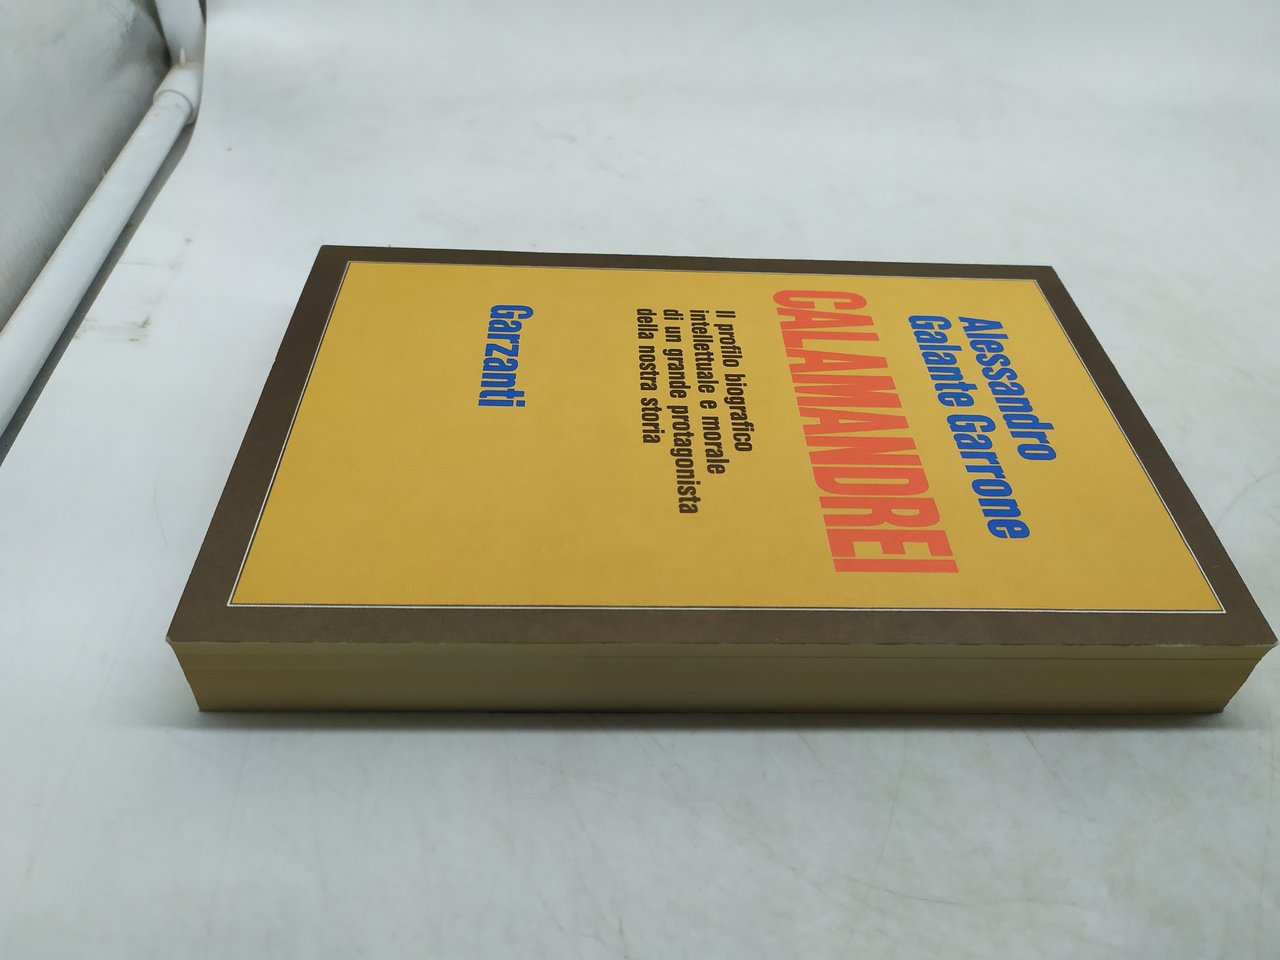 Alessandro
Galante Garrone
CALAMANDREI
Il profilo biografico
intellettuale e morale
di un grande protagonista
della nostra storia
Garzanti